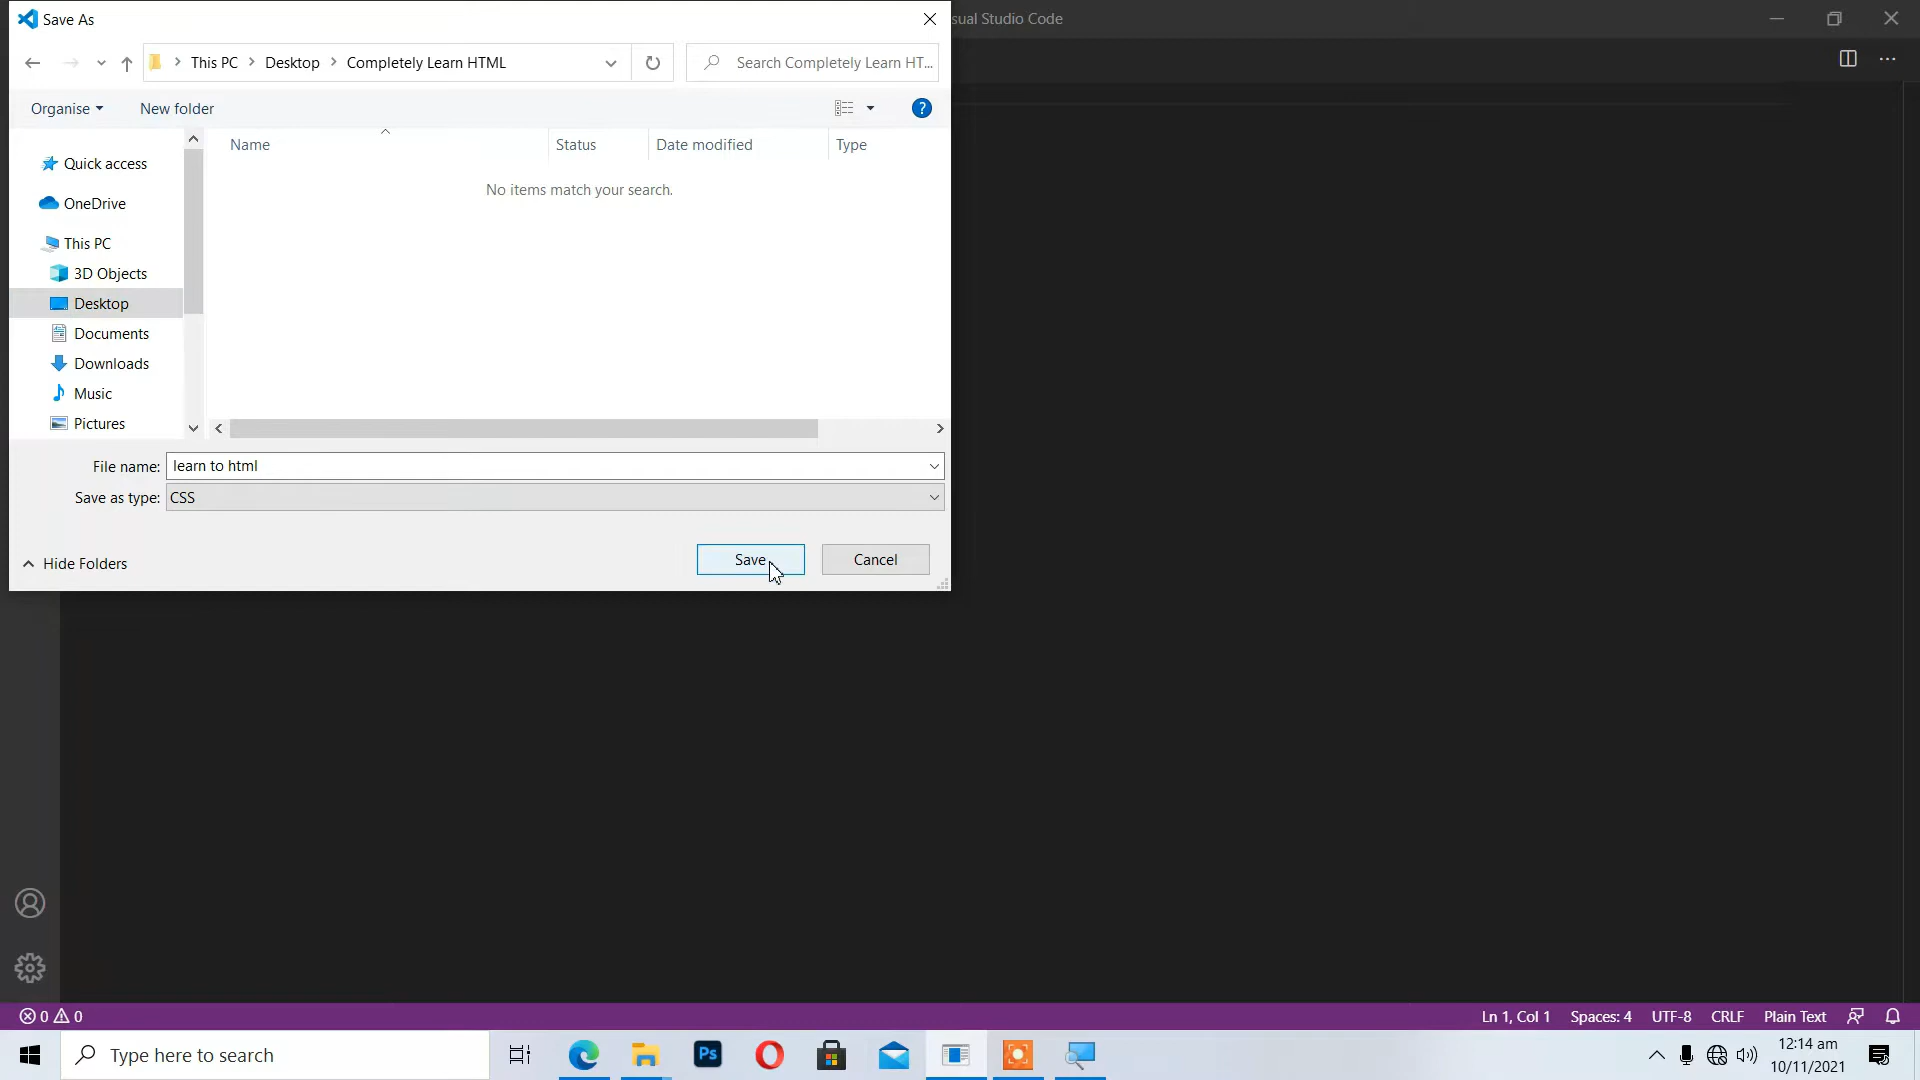 Save As
sual Studio Code
This PC
Desktop
Completely Learn HTML
Search Completely Learn HT...
Organise
New folder
?
Name
Status
Date modified
Type
No items match your search.
Quick access
OneDrive
This PC
3D Objects
Desktop
Documents
Downloads
Music
Pictures
File name:
learn to html
Save as type:
CSS
Hide Folders
Save
Cancel
0
0
Ln 1, Col 1
Spaces: 4
UTF-8
CRLF
Plain Text
Type here to search
Ps
12:14 am
10/11/2021